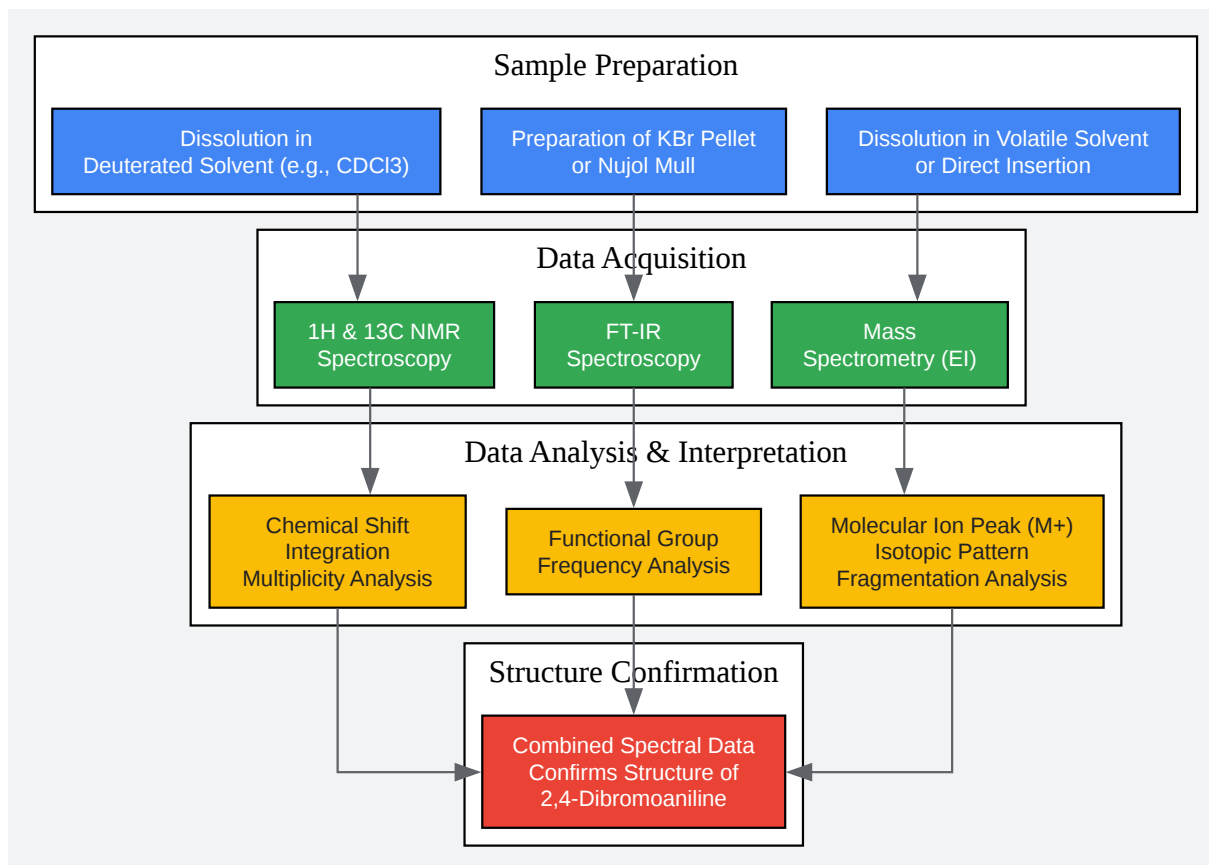 Sample Preparation
Dissolution in
Deuterated Solvent (e.g., CDCl3)
Preparation of KBr Pellet
or Nujol Mull
Dissolution in Volatile Solvent
or Direct Insertion
Data Acquisition
1H & 13C NMR
Spectroscopy
FT-IR
Spectroscopy
Mass
Spectrometry (EI)
Data Analysis & Interpretation
Chemical Shift
Integration
Multiplicity Analysis
Functional Group
Frequency Analysis
Molecular Ion Peak (M+)
Isotopic Pattern
Fragmentation Analysis
Structure Confirmation
Combined Spectral Data
Confirms Structure of
2,4-Dibromoaniline